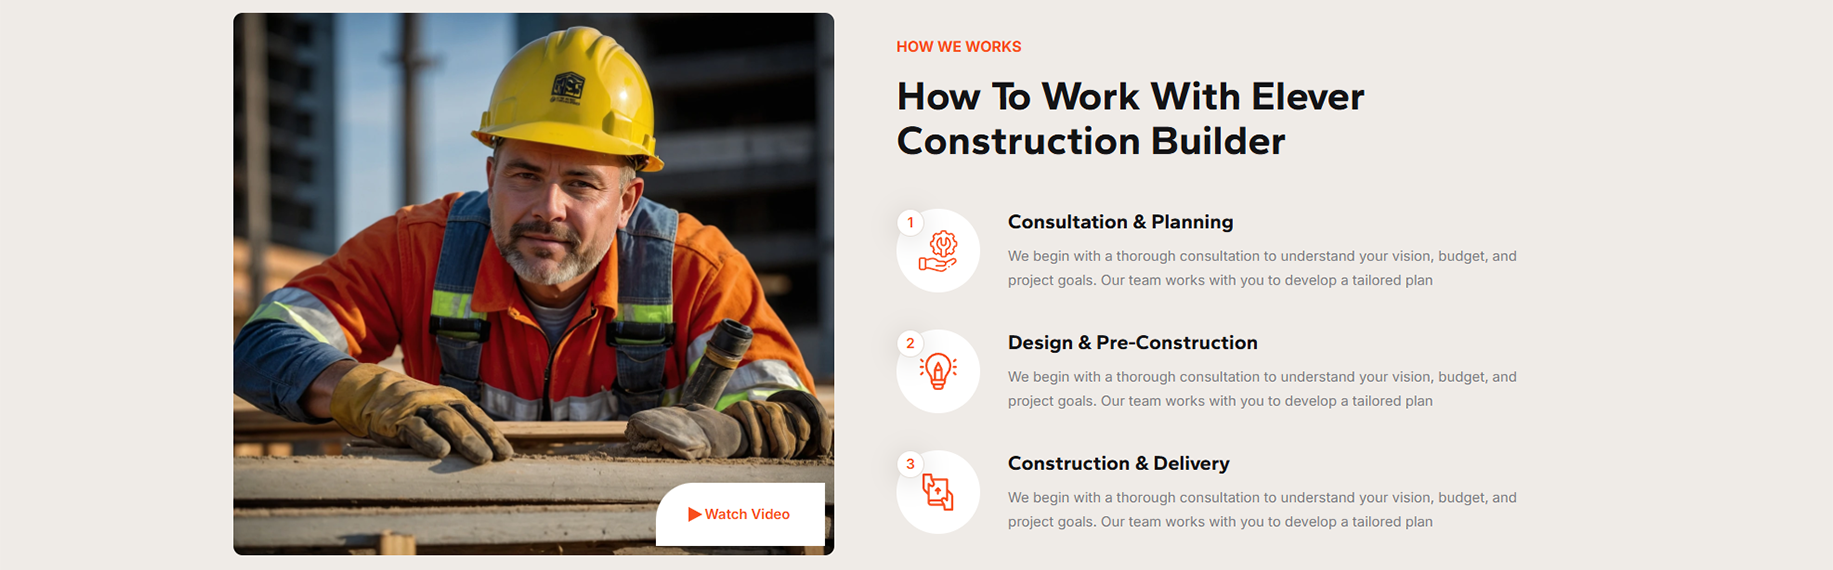 HOW WE WORKS
How To Work With Elever
Construction Builder
1
Consultation & Planning
We begin with a thorough consultation to understand your vision, budget, and
project goals. Our team works with you to develop a tailored plan
2
Design & Pre-Construction
We begin with a thorough consultation to understand your vision, budget, and
project goals. Our team works with you to develop a tailored plan
3
Construction & Delivery
We begin with a thorough consultation to understand your vision, budget, and
project goals. Our team works with you to develop a tailored plan
Watch Video